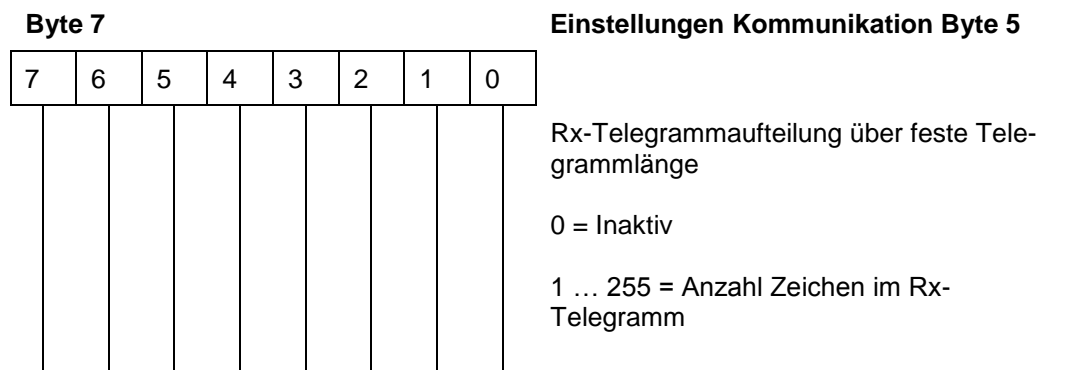 Byte 7 Einstellungen Kommunikation Byte 5
7 6 5 4 3 2 1 0
Rx-Telegrammaufteilung über feste Tele-
grammlänge
0 = Inaktiv
1 … 255 = Anzahl Zeichen im Rx-
Telegramm